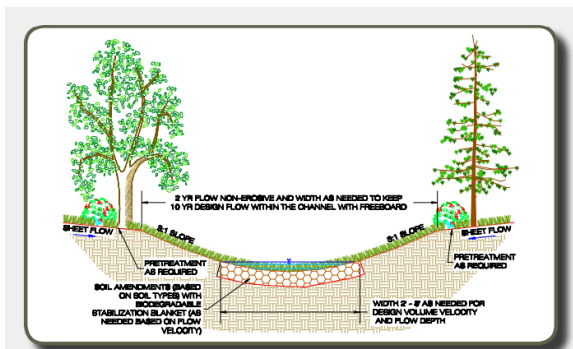 2 YR FLOW NON-EROSIVE AND WIDTH AS NEEDED TO KEEP
10 YR DESIGN FLOW WITHIN THE CHANNEL WITH FREEBOARD
SHEET FLOW
3:1 SLOPE
3:1 SLOPE
SHEET FLOW
PRETREATMENT
AS REQUIRED
PRETREATMENT
AS REQUIRED
SOIL AMENDMENTS (BASED
ON SOIL TYPES) WITH
BIODEGRADABLE
STABILIZATION BLANKET (AS
NEEDED BASED ON FLOW
VELOCITY)
WIDTH 2' - 8' AS NEEDED FOR
DESIGN VOLUME VELOCITY
AND FLOW DEPTH